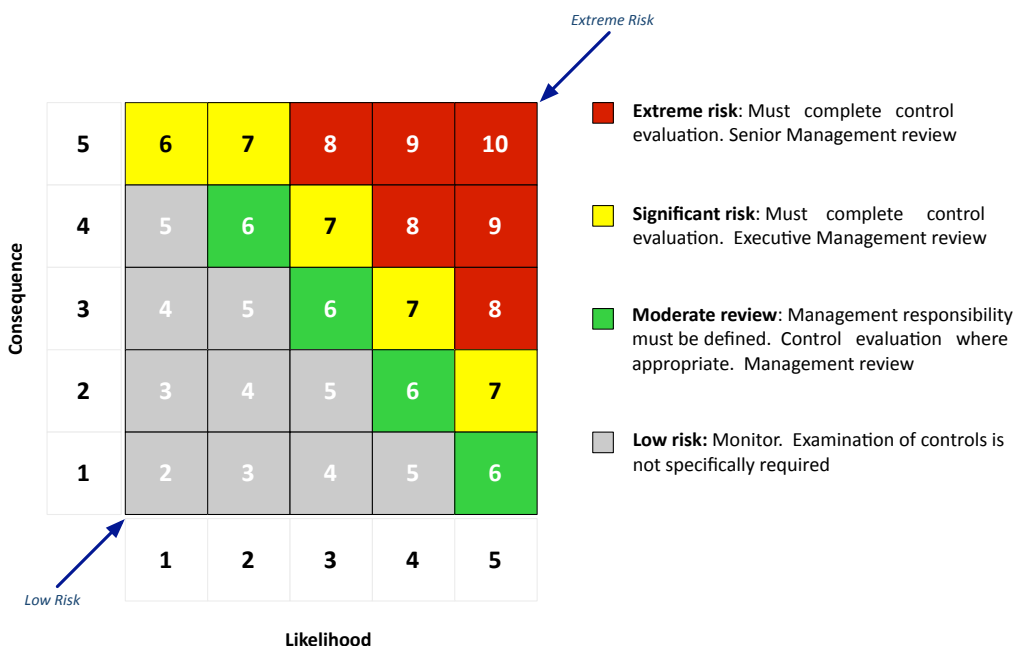 Extreme Risk
5 6 7 8 9 10
4 5 6 7 8 9
3 4 5 6 7 8
2 3 4 5 6 7
1 2 3 4 5 6
1 2 3 4 5
Consequence
Likelihood
Low Risk
Extreme risk: Must complete control
evaluation. Senior Management review
Significant risk: Must complete control
evaluation. Executive Management review
Moderate review: Management responsibility
must be defined. Control evaluation where
appropriate. Management review
Low risk: Monitor. Examination of controls is
not specifically required